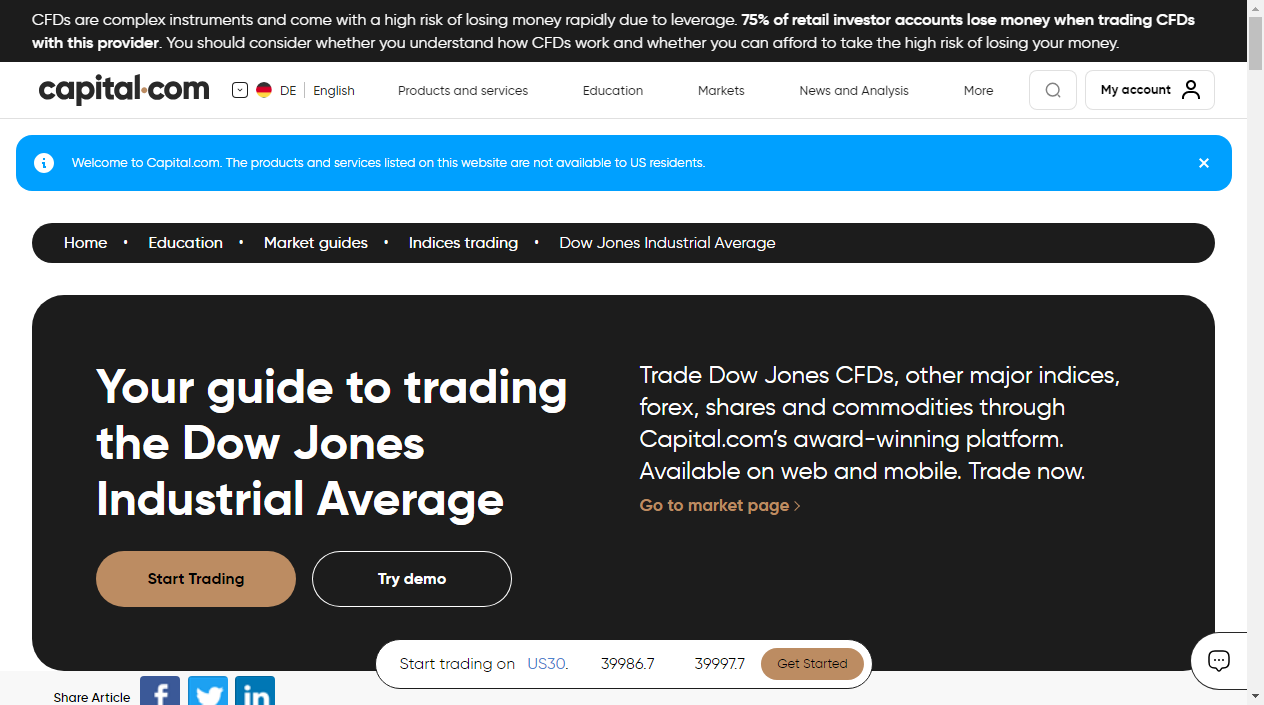 CFDs are complex instruments and come with a high risk of losing money rapidly due to leverage. 75% of retail investor accounts lose money when trading CFDs
with this provider. You should consider whether you understand how CFDs work and whether you can afford to take the high risk of losing your money.
capital.com
DE English
Products and services
Education
Markets
News and Analysis
More
My account
Welcome to Capital.com. The products and services listed on this website are not available to US residents.
Home • Education • Market guides • Indices trading • Dow Jones Industrial Average
Your guide to trading
the Dow Jones
Industrial Average
Start Trading
Try demo
Trade Dow Jones CFDs, other major indices,
forex, shares and commodities through
Capital.com’s award-winning platform.
Available on web and mobile. Trade now.
Go to market page >
Start trading on US30. 39986.7 39997.7 Get Started
Share Article